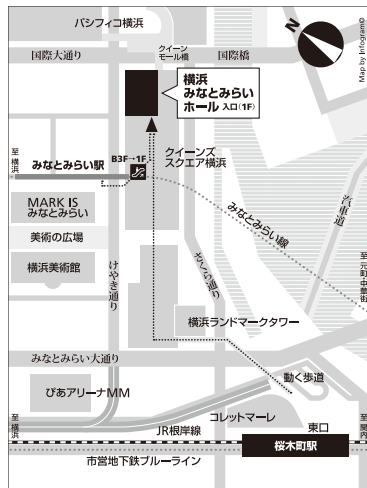 パシフィコ横浜
N
Map by Infogram©
国際大通り
クイーン
モール橋
国際橋
横浜
みなとみらい
ホール 入口(1F)
至横浜
みなとみらい駅
B3F→1F
クイーンズ
スクエア横浜
MARK IS
みなとみらい
美術の広場
横浜美術館
けやき通り
さくら通り
みなとみらい線
汽車道
至元町中華街
横浜ランドマークタワー
みなとみらい大通り
動く歩道
ぴあアリーナMM
コレットマーレ
東口
至横浜
JR根岸線
桜木町駅
至関内
市営地下鉄ブルーライン